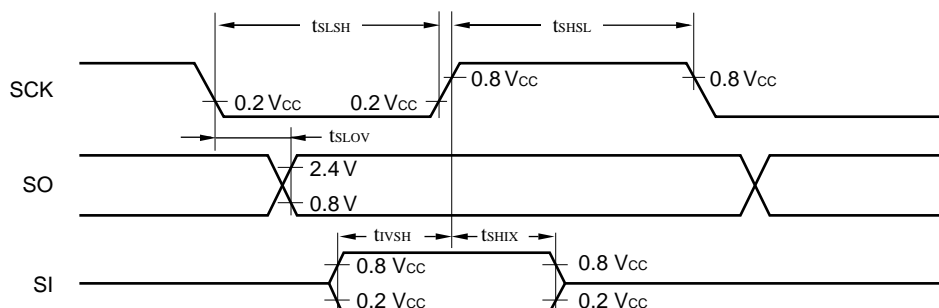 tSLSH tSHSL
SCK 0.8 VCC 0.8 VCC
0.2 VCC 0.2 VCC
tSLOV
SO 2.4 V
0.8 V
tIVSH tSHIX
0.8 VCC 0.8 VCC
SI
0.2 VCC 0.2 VCC